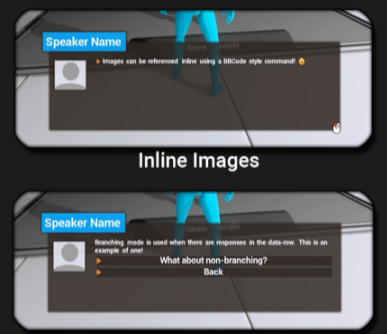 Speaker Name
Images can be referenced inline using a BBCode style command!
Inline Images
Speaker Name
Branching mode is used when there are responses in the data-row. This is an
example of one!
What about non-branching?
Back